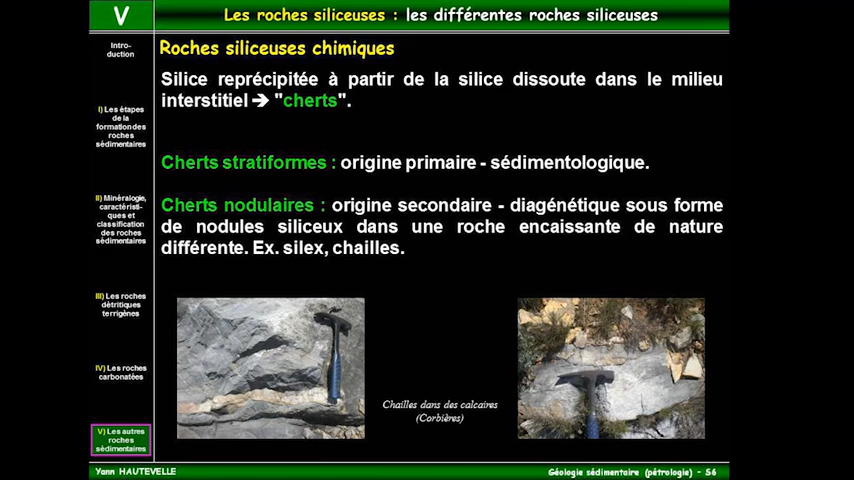 V
Les roches siliceuses : les différentes roches siliceuses
Intro-
duction
I) Les étapes
de la
formation des
roches
sédimentaires
II) Minéralogie,
caractéristi-
ques et
classification
des roches
sédimentaires
III) Les roches
détritiques
terrigènes
IV) Les roches
carbonatées
V) Les autres
roches
sédimentaires
Roches siliceuses chimiques
Silice reprécipitée à partir de la silice dissoute dans le milieu
interstitiel ➔ "cherts".
Cherts stratiformes : origine primaire - sédimentologique.
Cherts nodulaires : origine secondaire - diagénétique sous forme
de nodules siliceux dans une roche encaissante de nature
différente. Ex. silex, chailles.
Chailles dans des calcaires
(Corbières)
Yann HAUTEVELLE
Géologie sédimentaire (pétrologie) - 56